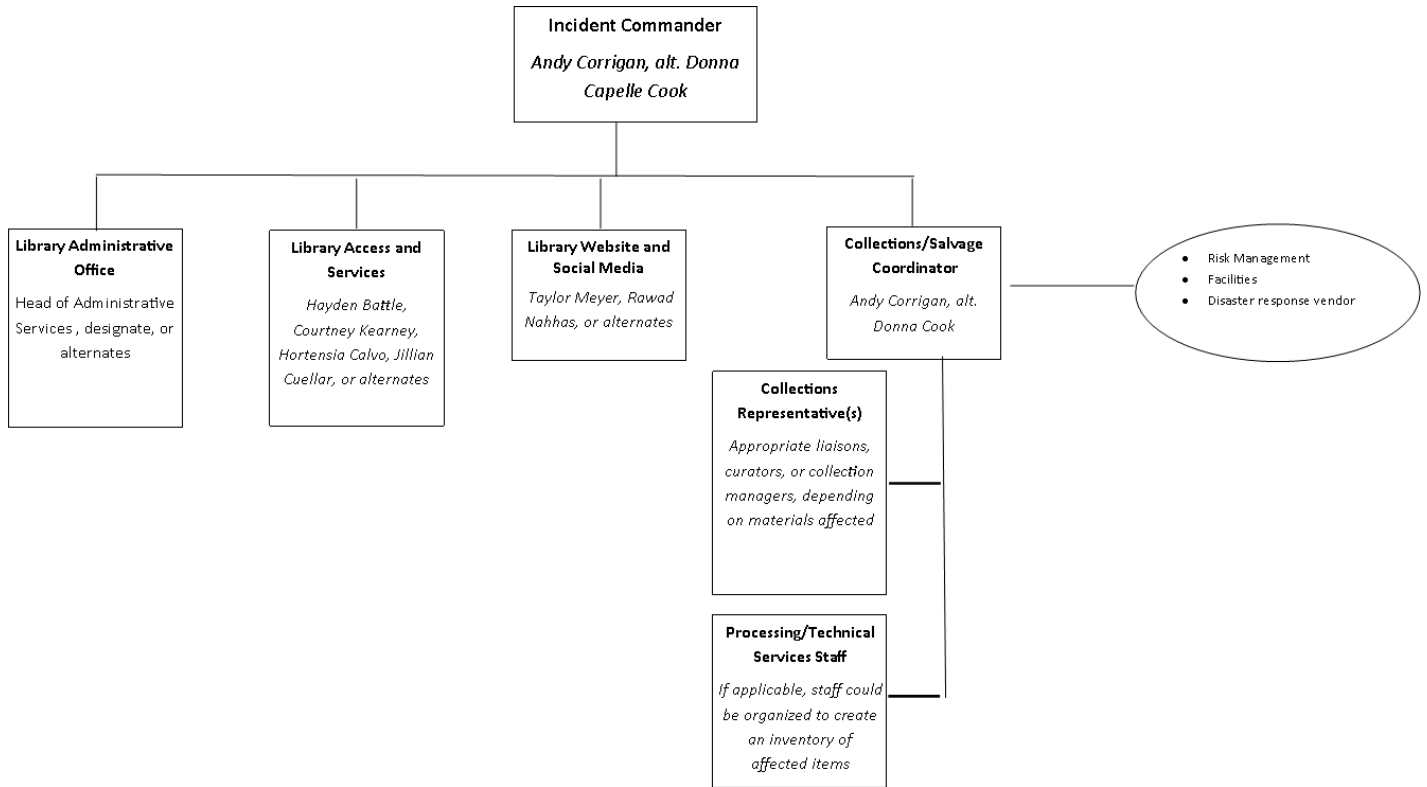 Incident Commander
Andy Corrigan, alt. Donna
Capelle Cook
Library Administrative
Office
Head of Administrative
Services , designate, or
alternates
Library Access and
Services
Hayden Battle,
Courtney Kearney,
Hortensia Calvo, Jillian
Cuellar, or alternates
Library Website and
Social Media
Taylor Meyer, Rawad
Nahhas, or alternates
Collections/Salvage
Coordinator
Andy Corrigan, alt.
Donna Cook
• Risk Management
• Facilities
• Disaster response vendor
Collections
Representative(s)
Appropriate liaisons,
curators, or collection
managers, depending
on materials affected
Processing/Technical
Services Staff
If applicable, staff could
be organized to create
an inventory of
affected items